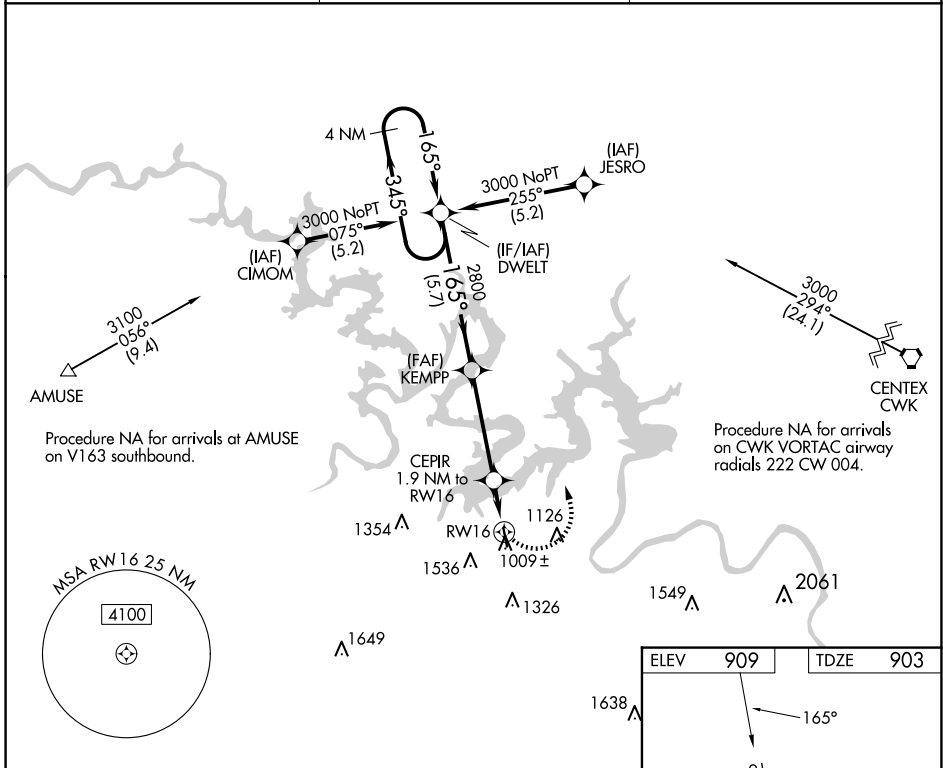 4 NM
165°
345°
(IAF)
JESRO
3000 NoPT
255°
(5.2)
3000 NoPT
075°
(5.2)
(IAF)
CIMOM
(IF/IAF)
DWELT
2800
165°
(5.7)
3000
294°
(24.1)
3100
056°
(9.4)
AMUSE
(FAF)
KEMPP
CENTEX
CWK
Procedure NA for arrivals at AMUSE
on V163 southbound.
Procedure NA for arrivals
on CWK VORTAC airway
radials 222 CW 004.
CEPIR
1.9 NM to
RW16
1354
RW16
1126
1536
1009±
1326
1549
2061
MSA RW16 25 NM
4100
1649
1638
ELEV 909
TDZE 903
165°